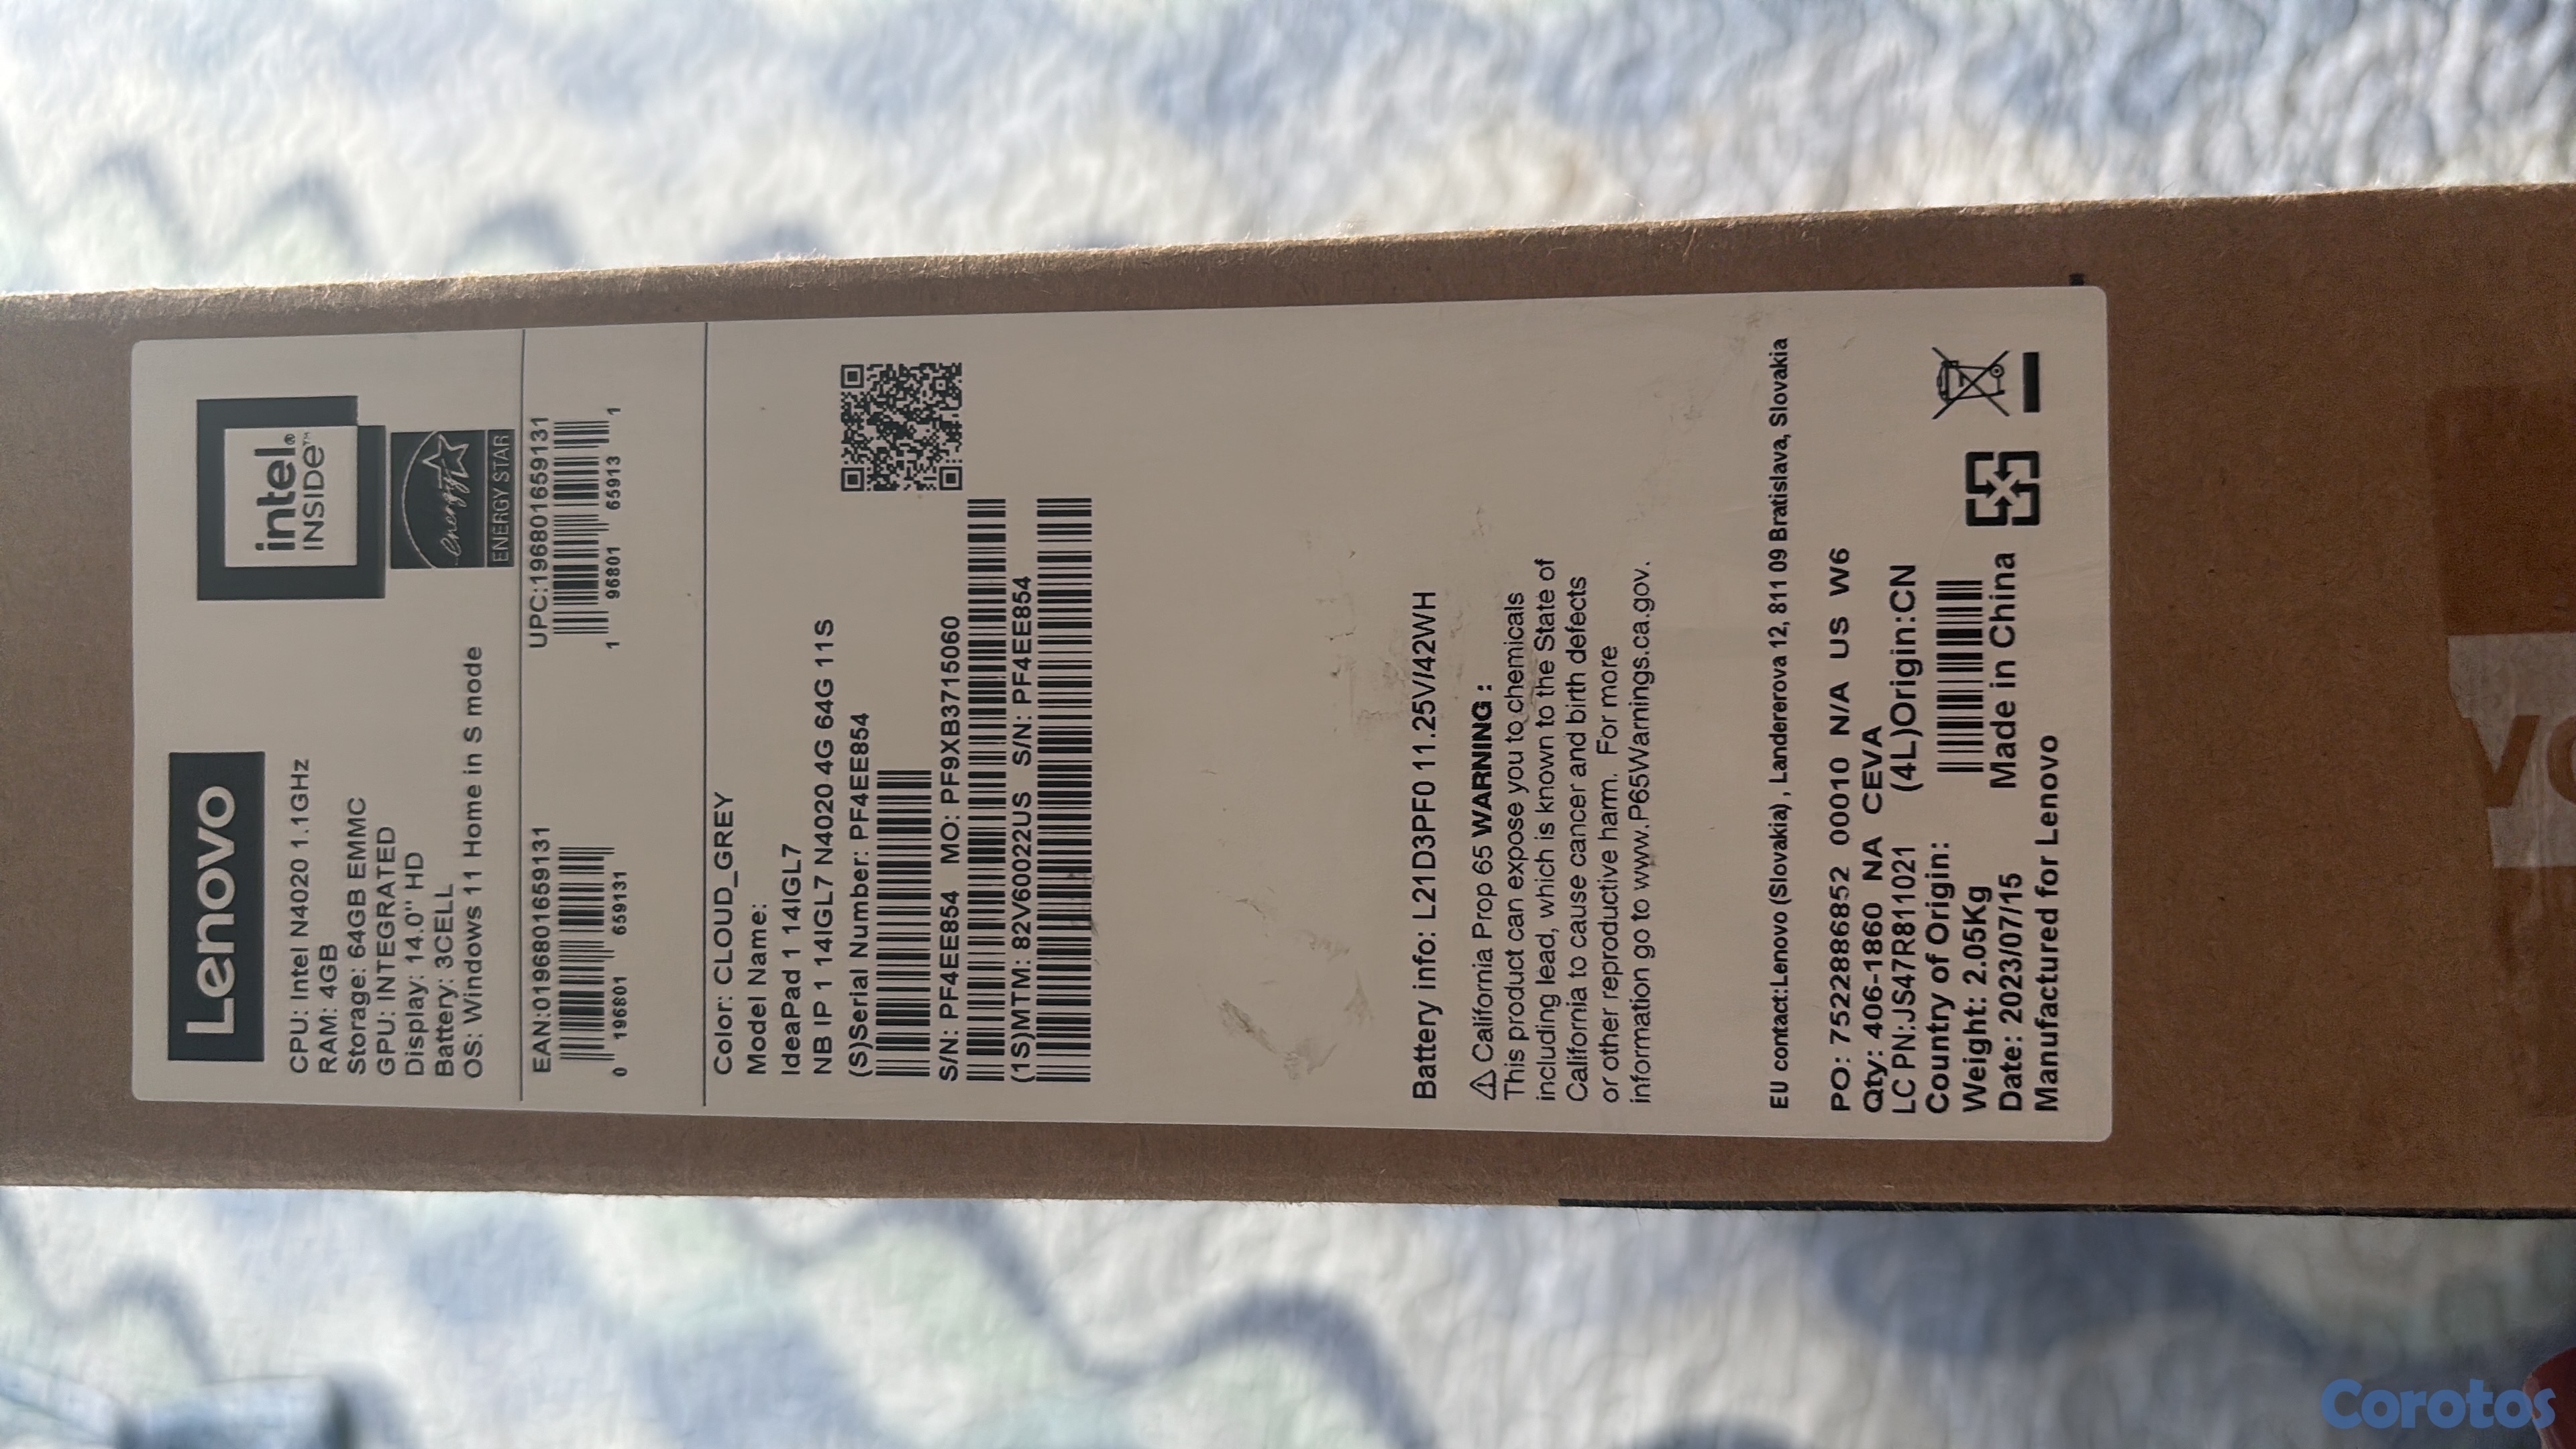 Lenovo
intel®
INSIDE™
CPU: Intel N4020 1.1GHz
RAM: 4GB
Storage: 64GB EMMC
GPU: INTEGRATED
Display: 14.0" HD
Battery: 3CELL
OS: Windows 11 Home in S mode
energy
ENERGY STAR
EAN:0196801659131
0 196801 659131
UPC:196801659131
1 96801 65913 1
Color: CLOUD_GREY
Model Name:
IdeaPad 1 14IGL7
NB IP 1 14IGL7 N4020 4G 64G 11S
(S)Serial Number: PF4EE854
S/N: PF4EE854 MO: PF9XB3715060
(1S)MTM: 82V60022US S/N: PF4EE854
Battery info: L21D3PF0 11.25V/42WH
⚠ California Prop 65 WARNING :
This product can expose you to chemicals
including lead, which is known to the State of
California to cause cancer and birth defects
or other reproductive harm. For more
information go to www.P65Warnings.ca.gov.
EU contact:Lenovo (Slovakia) , Landererova 12, 811 09 Bratislava, Slovakia
PO: 7522886852 00010 N/A US W6
Qty: 406-1860 NA CEVA
LC PN:JS47R811021 (4L)Origin:CN
Country of Origin:
Weight: 2.05Kg
Date: 2023/07/15 Made in China
Manufactured for Lenovo
Corotos